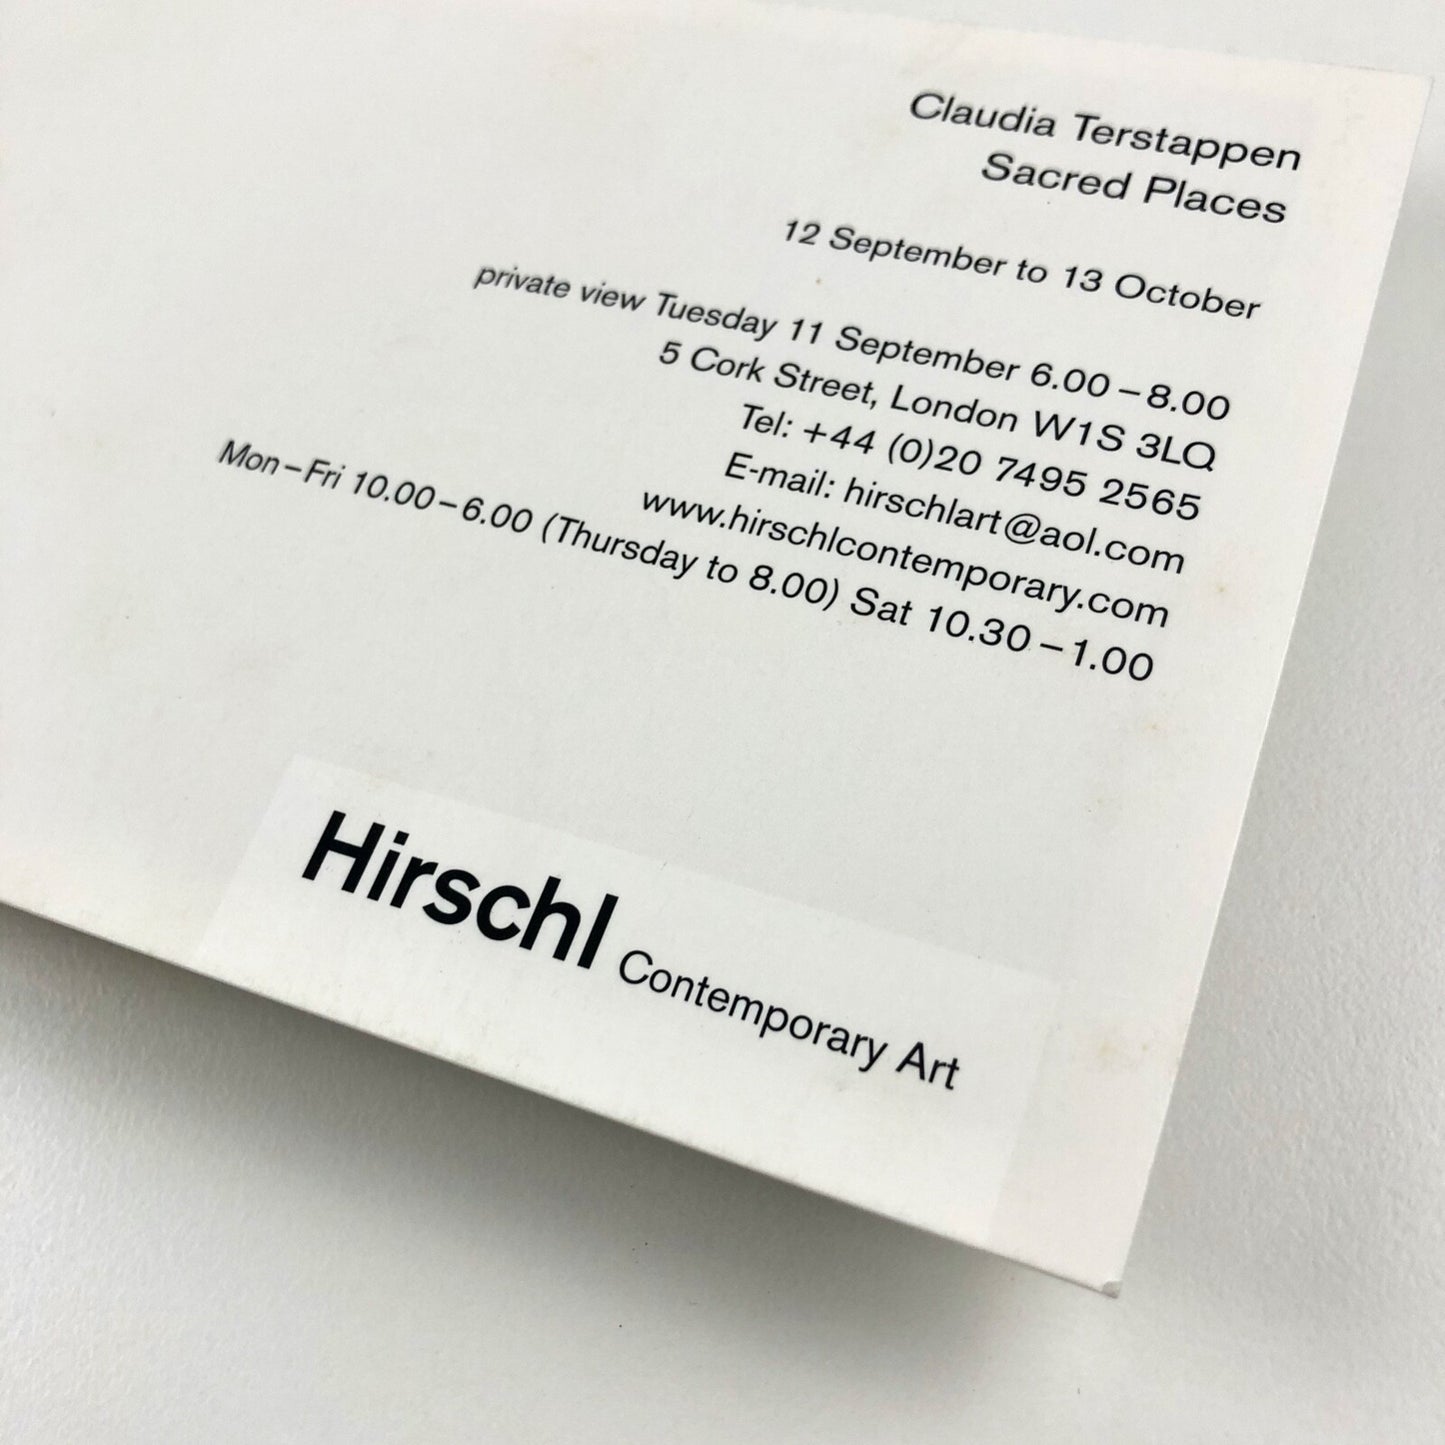 Claudia Terstappen
Sacred Places
12 September to 13 October
private view Tuesday 11 September 6.00 – 8.00
5 Cork Street, London W1S 3LQ
Tel: +44 (0)20 7495 2565
E-mail: hirschlart@aol.com
www.hirschlcontemporary.com
Mon – Fri 10.00 – 6.00 (Thursday to 8.00) Sat 10.30 – 1.00
Hirschl Contemporary Art